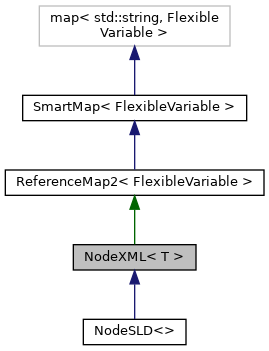 map< std::string, Flexible
Variable >
SmartMap< FlexibleVariable >
ReferenceMap2< FlexibleVariable >
NodeXML< T >
NodeSLD<>